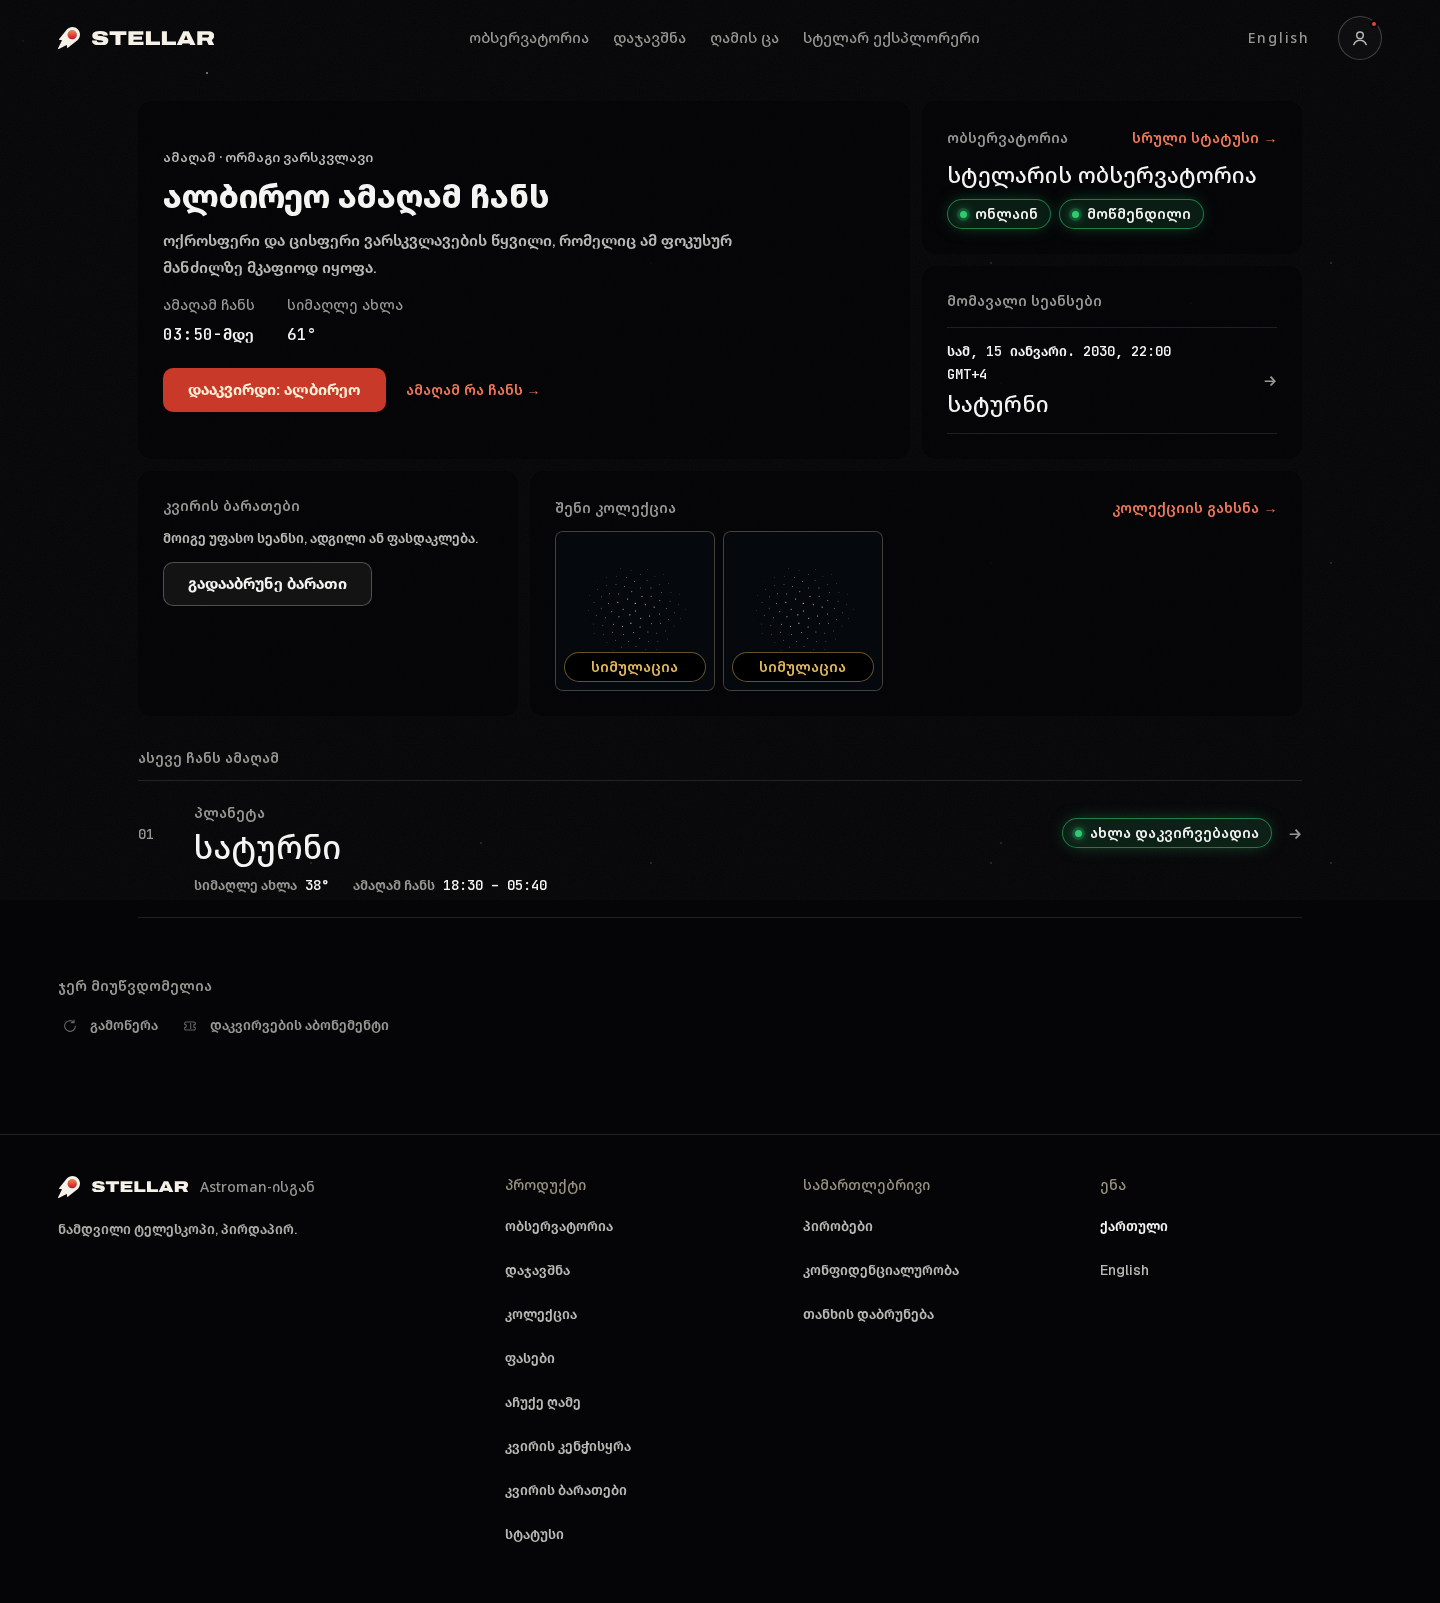 STELLAR
ობსერვატორია
დაჯავშნა
ღამის ცა
სტელარ ექსპლორერი
English
ამაღამ · ორმაგი ვარსკვლავი
ალბირეო ამაღამ ჩანს
ოქროსფერი და ცისფერი ვარსკვლავების წყვილი, რომელიც ამ ფოკუსურ
მანძილზე მკაფიოდ იყოფა.
ამაღამ ჩანს
სიმაღლე ახლა
03:50-მდე
61°
დააკვირდი: ალბირეო
ამაღამ რა ჩანს →
ობსერვატორია
სრული სტატუსი →
სტელარის ობსერვატორია
ონლაინ
მოწმენდილი
მომავალი სეანსები
სამ, 15 იანვარი. 2030, 22:00
GMT+4
სატურნი
→
კვირის ბარათები
მოიგე უფასო სეანსი, ადგილი ან ფასდაკლება.
გადააბრუნე ბარათი
შენი კოლექცია
კოლექციის გახსნა →
სიმულაცია
სიმულაცია
ასევე ჩანს ამაღამ
01
პლანეტა
სატურნი
სიმაღლე ახლა 38° ამაღამ ჩანს 18:30 – 05:40
ახლა დაკვირვებადია
→
ჯერ მიუწვდომელია
გამოწერა
დაკვირვების აბონემენტი
STELLAR Astroman-ისგან
ნამდვილი ტელესკოპი, პირდაპირ.
პროდუქტი
ობსერვატორია
დაჯავშნა
კოლექცია
ფასები
აჩუქე ღამე
კვირის კენჭისყრა
კვირის ბარათები
სტატუსი
სამართლებრივი
პირობები
კონფიდენციალურობა
თანხის დაბრუნება
ენა
ქართული
English